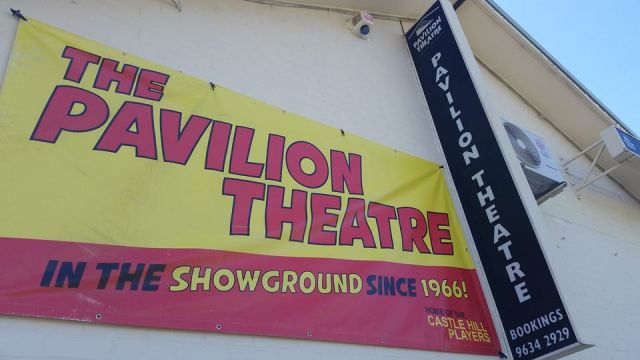 THE
PAVILION
THEATRE
IN THE SHOWGROUND SINCE 1966!
HOME OF THE
CASTLE HILL
PLAYERS
PAVILION
THEATRE
PAVILION THEATRE
BOOKINGS
9634 2929